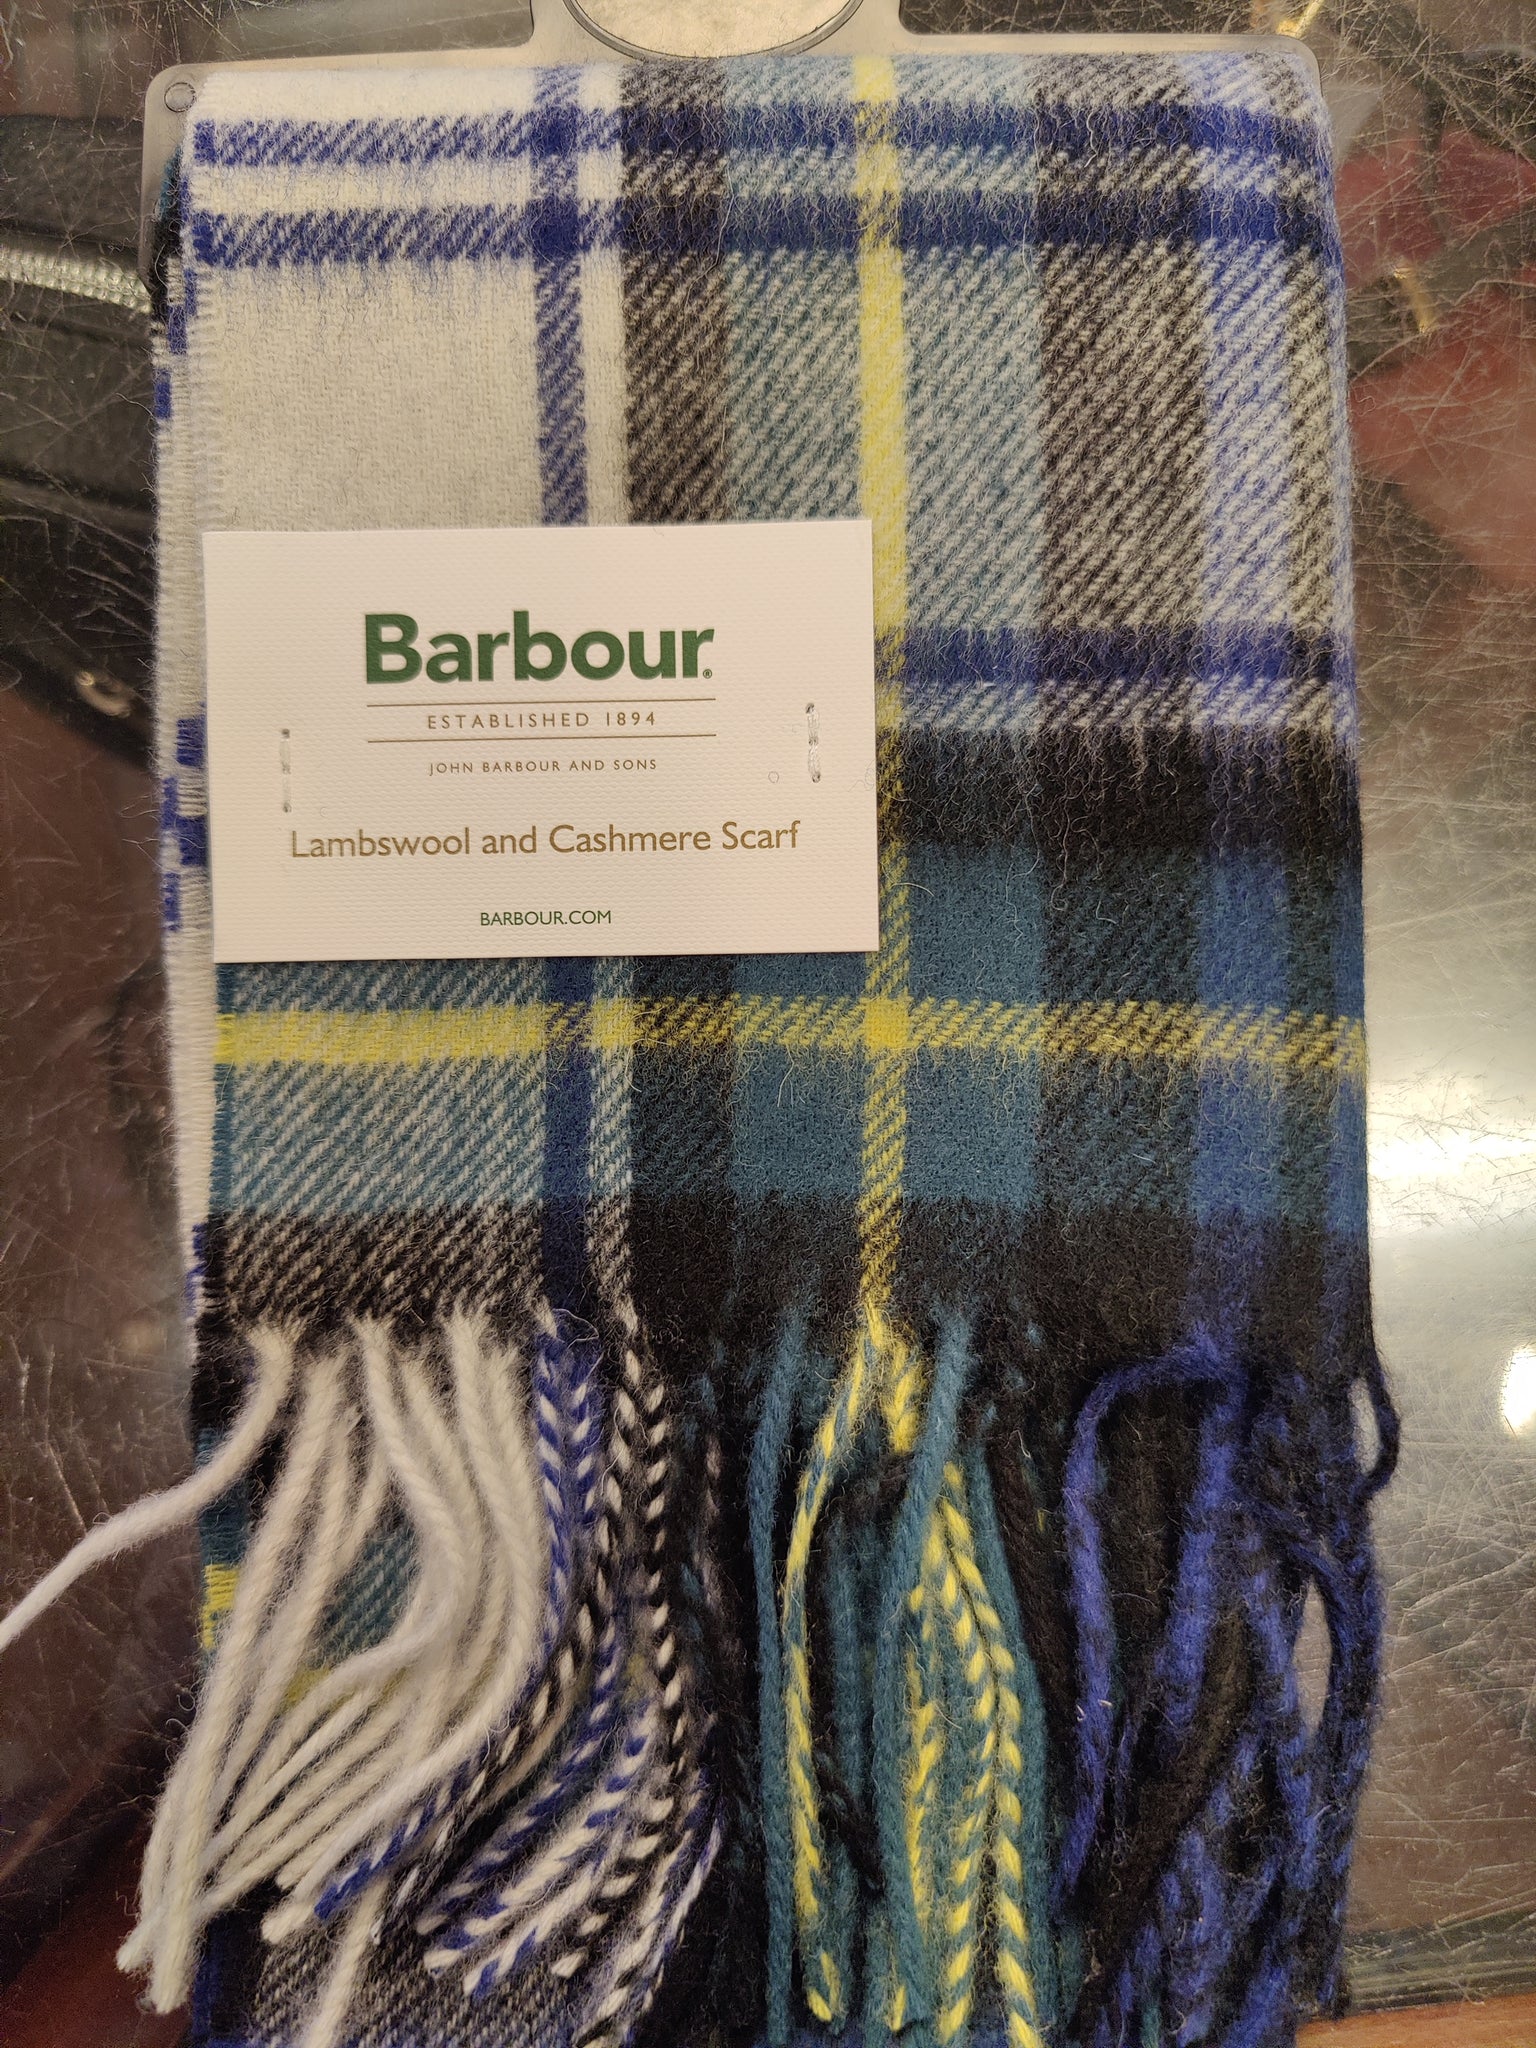 Barbour®
ESTABLISHED 1894
JOHN BARBOUR AND SONS
Lambswool and Cashmere Scarf
BARBOUR.COM